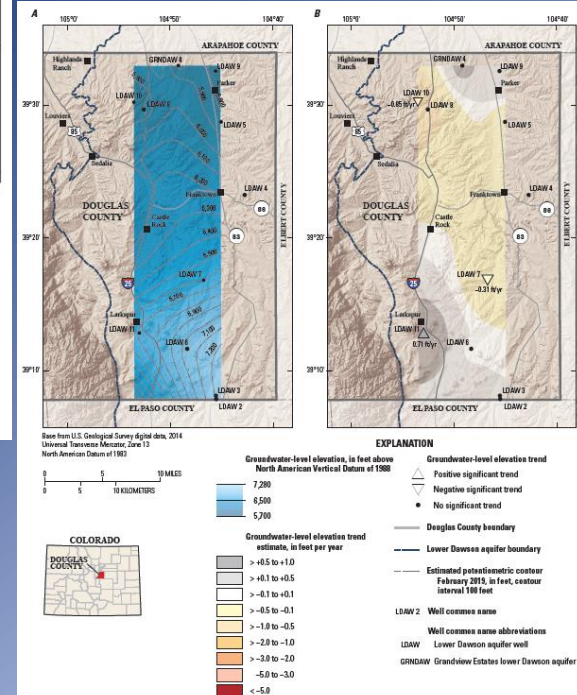 A
B
105°0'
104°50'
104°40'
105°0'
104°50'
104°40'
ARAPAHOE COUNTY
ARAPAHOE COUNTY
Highlands
Ranch
GRNDAW 4
LDAW 9
Parker
LDAW 10
LDAW 8
39°30'
Louviers
85
LDAW 5
Sedalia
Franktown
LDAW 4
86
83
DOUGLAS
COUNTY
Castle
Rock
ELBERT COUNTY
39°20'
LDAW 7
25
Larkspur
LDAW 11
LDAW 6
39°10'
LDAW 3
LDAW 2
EL PASO COUNTY
Highlands
Ranch
GRNDAW 4
LDAW 9
Parker
LDAW 10
-0.85 ft/yr
LDAW 8
39°30'
Louviers
85
LDAW 5
Sedalia
Franktown
LDAW 4
86
83
DOUGLAS
COUNTY
Castle
Rock
ELBERT COUNTY
39°20'
LDAW 7
-0.31 ft/yr
25
Larkspur
LDAW 11
0.71 ft/yr
LDAW 6
39°10'
LDAW 3
LDAW 2
EL PASO COUNTY
Base from U.S. Geological Survey digital data, 2014
Universal Transverse Mercator, Zone 13
North American Datum of 1983
0 5 10 MILES
0 5 10 KILOMETERS
COLORADO
DOUGLAS
COUNTY
EXPLANATION
Groundwater-level elevation, in feet above
North American Vertical Datum of 1988
7,280
6,500
5,700
Groundwater-level elevation trend
estimate, in feet per year
> +0.5 to +1.0
> +0.1 to +0.5
> -0.1 to +0.1
> -0.5 to -0.1
> -1.0 to -0.5
> -2.0 to -1.0
> -3.0 to -2.0
-5.0 to -3.0
< -5.0
Groundwater-level elevation trend
Positive significant trend
Negative significant trend
No significant trend
Douglas County boundary
Lower Dawson aquifer boundary
Estimated potentiometric contour
February 2019, in feet, contour
interval 100 feet
LDAW 2 Well common name
Well common name abbreviations
LDAW Lower Dawson aquifer well
GRNDAW Grandview Estates lower Dawson aquifer